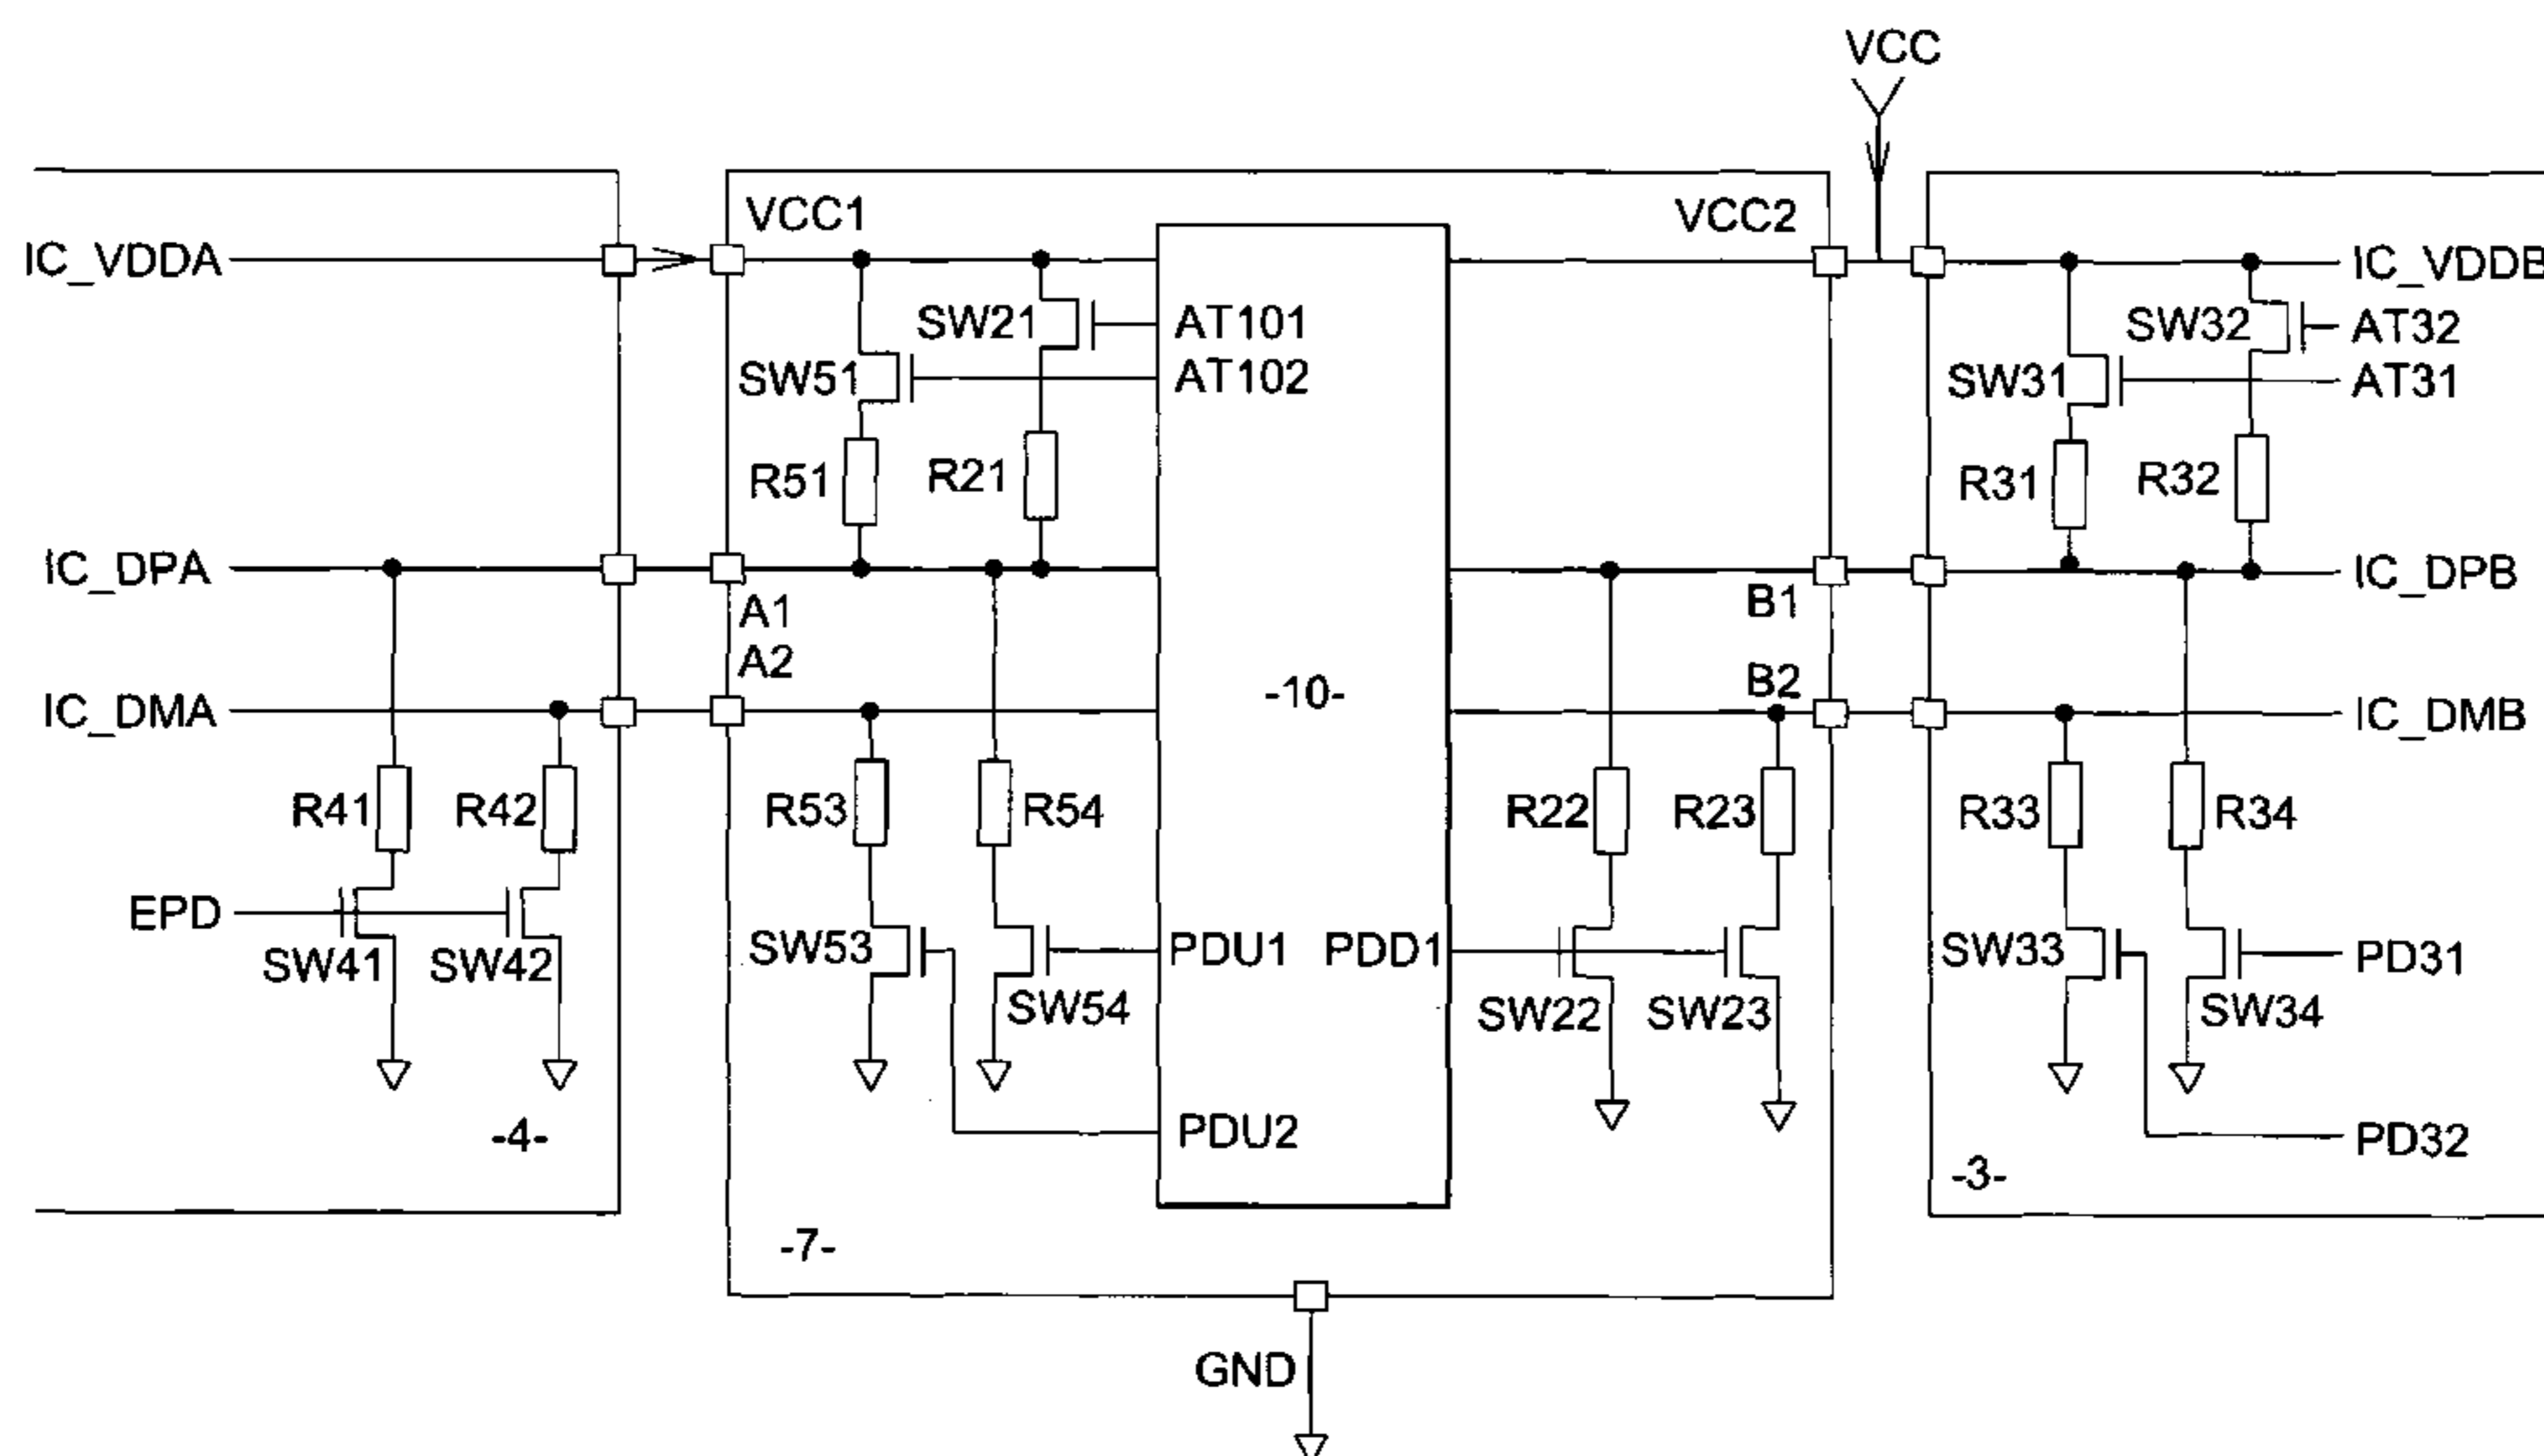 VCC
VCC1
VCC2
IC_VDDA
IC_VDDB
SW21
AT101
SW32
AT32
SW51
AT102
SW31
AT31
R51
R21
R31
R32
IC_DPA
IC_DPB
A1
B1
A2
B2
-10-
IC_DMA
IC_DMB
R41
R42
R53
R54
R22
R23
R33
R34
EPD
SW41
SW42
SW53
PDU1
PDD1
SW33
PD31
SW54
SW22
SW23
SW34
-4-
PDU2
PD32
-3-
-7-
GND